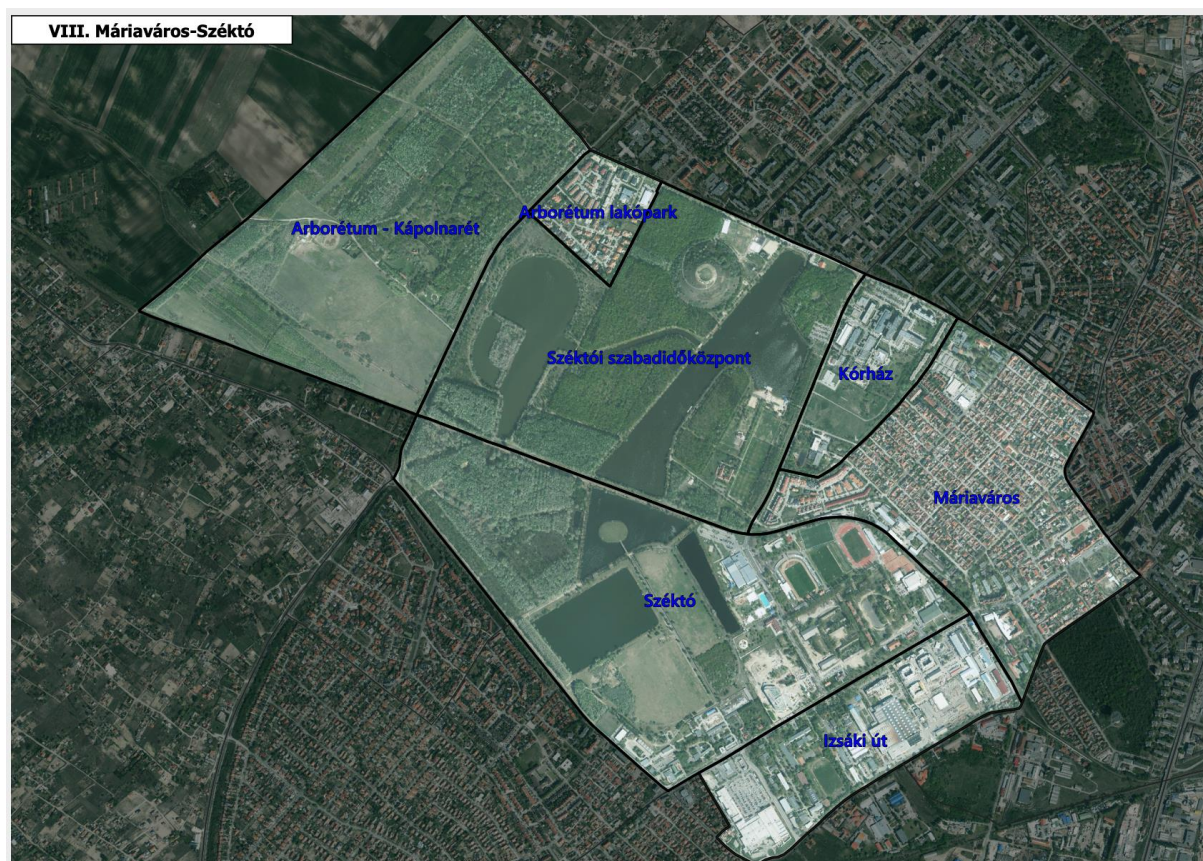 VIII. Máriaváros-Széktó
Arborétum lakópark
Arborétum - Kápolnarét
Széktói szabadidőközpont
Kórház
Máriaváros
Széktó
Izsáki út